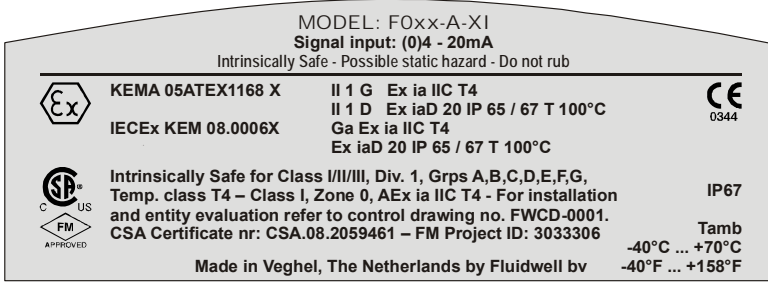 MODEL: F0xx-A-XI
Signal input: (0)4 - 20mA
Intrinsically Safe - Possible static hazard - Do not rub
Ex
KEMA 05ATEX1168 X II 1 G Ex ia IIC T4
II 1 D Ex iaD 20 IP 65 / 67 T 100°C
IECEx KEM 08.0006X Ga Ex ia IIC T4
Ex iaD 20 IP 65 / 67 T 100°C
CE
0344
Intrinsically Safe for Class I/II/III, Div. 1, Grps A,B,C,D,E,F,G,
Temp. class T4 – Class I, Zone 0, AEx ia IIC T4 - For installation
and entity evaluation refer to control drawing no. FWCD-0001.
CSA Certificate nr: CSA.08.2059461 – FM Project ID: 3033306
SA ®
C US
FM
APPROVED
IP67
Tamb
-40°C ... +70°C
-40°F ... +158°F
Made in Veghel, The Netherlands by Fluidwell bv